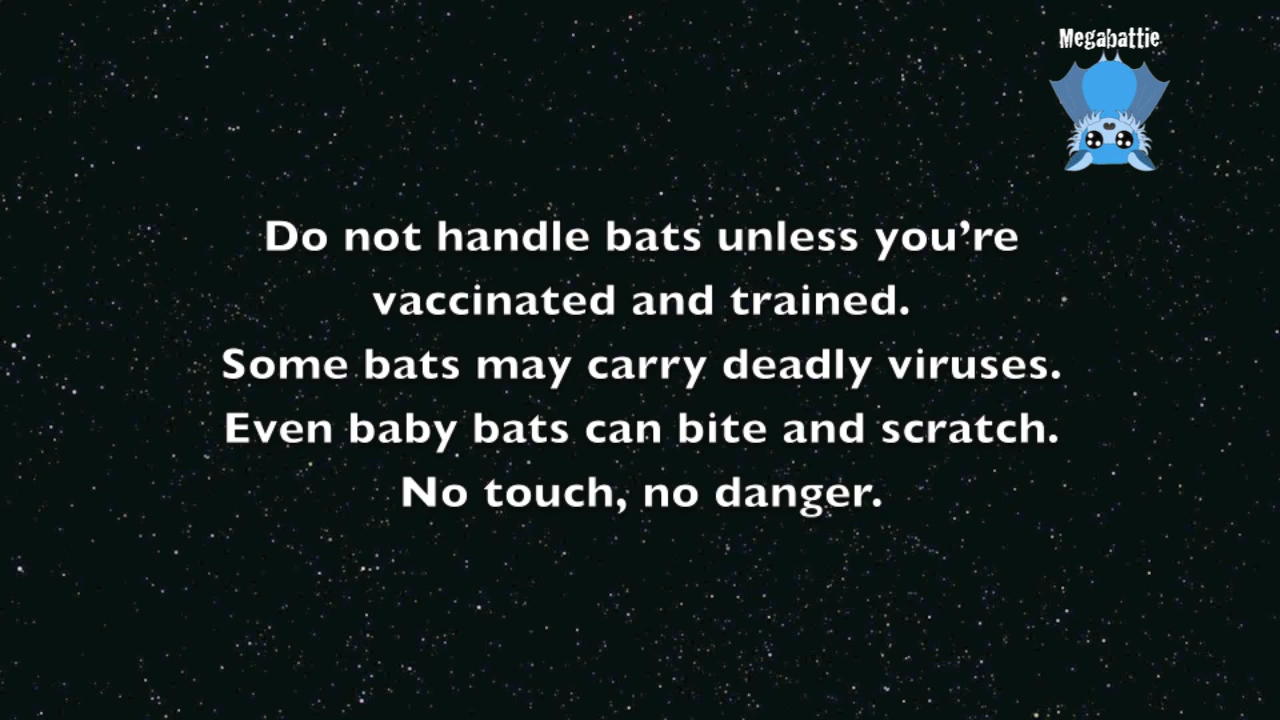 Megabattie
Do not handle bats unless you’re
vaccinated and trained.
Some bats may carry deadly viruses.
Even baby bats can bite and scratch.
No touch, no danger.